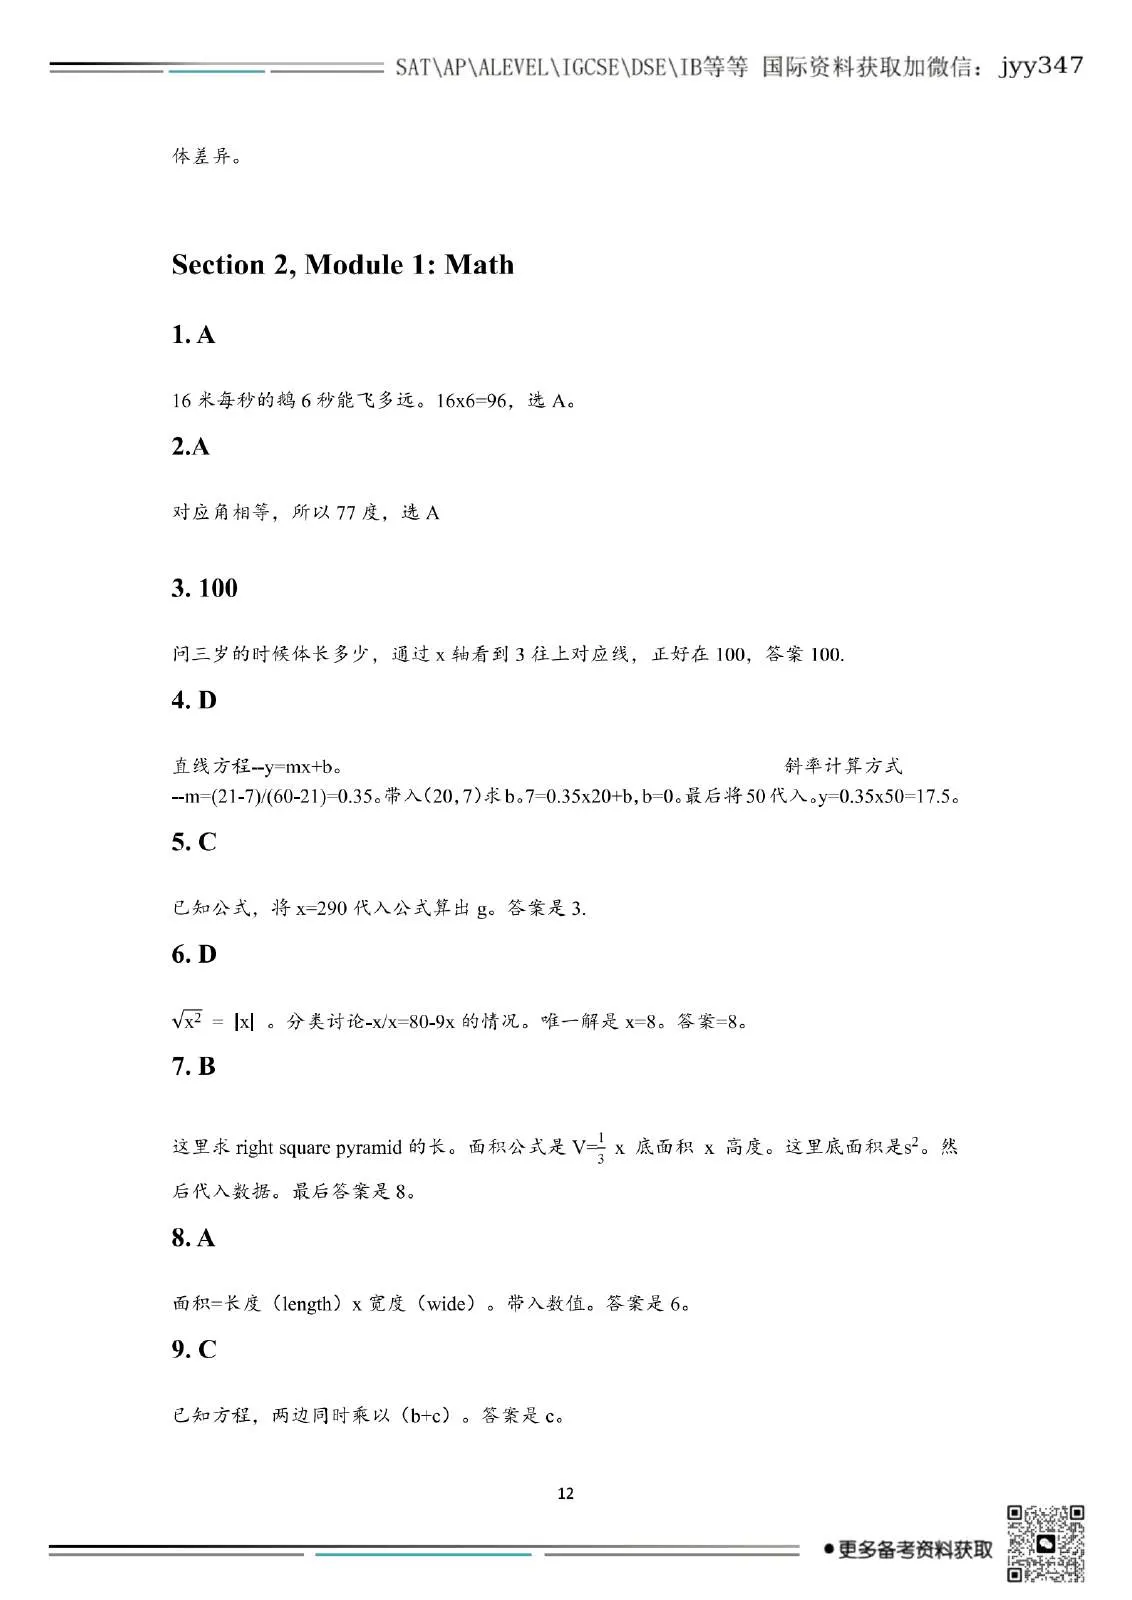 SAT\AP\ALEVEL\IGCSE\DSE\IB等等 国际资料获取加微信：jyy347
体差异。
Section 2, Module 1: Math
1. A
16 米每秒的鹅 6 秒能飞多远。16x6=96，选 A。
2.A
对应角相等，所以 77 度，选 A
3. 100
问三岁的时候体长多少，通过 x 轴看到 3 往上对应线，正好在 100，答案 100.
4. D
直线方程--y=mx+b。 斜率计算方式
--m=(21-7)/(60-21)=0.35。带入（20，7）求 b。7=0.35x20+b，b=0。最后将 50 代入。y=0.35x50=17.5。
5. C
已知公式，将 x=290 代入公式算出 g。答案是 3.
6. D
√x² = |x| 。分类讨论-x/x=80-9x 的情况。唯一解是 x=8。答案=8。
7. B
这里求 right square pyramid 的长。面积公式是 V=1/3 x 底面积 x 高度。这里底面积是s²。然
后代入数据。最后答案是 8。
8. A
面积=长度（length）x 宽度（wide）。带入数值。答案是 6。
9. C
已知方程，两边同时乘以（b+c）。答案是 c。
12
●更多备考资料获取